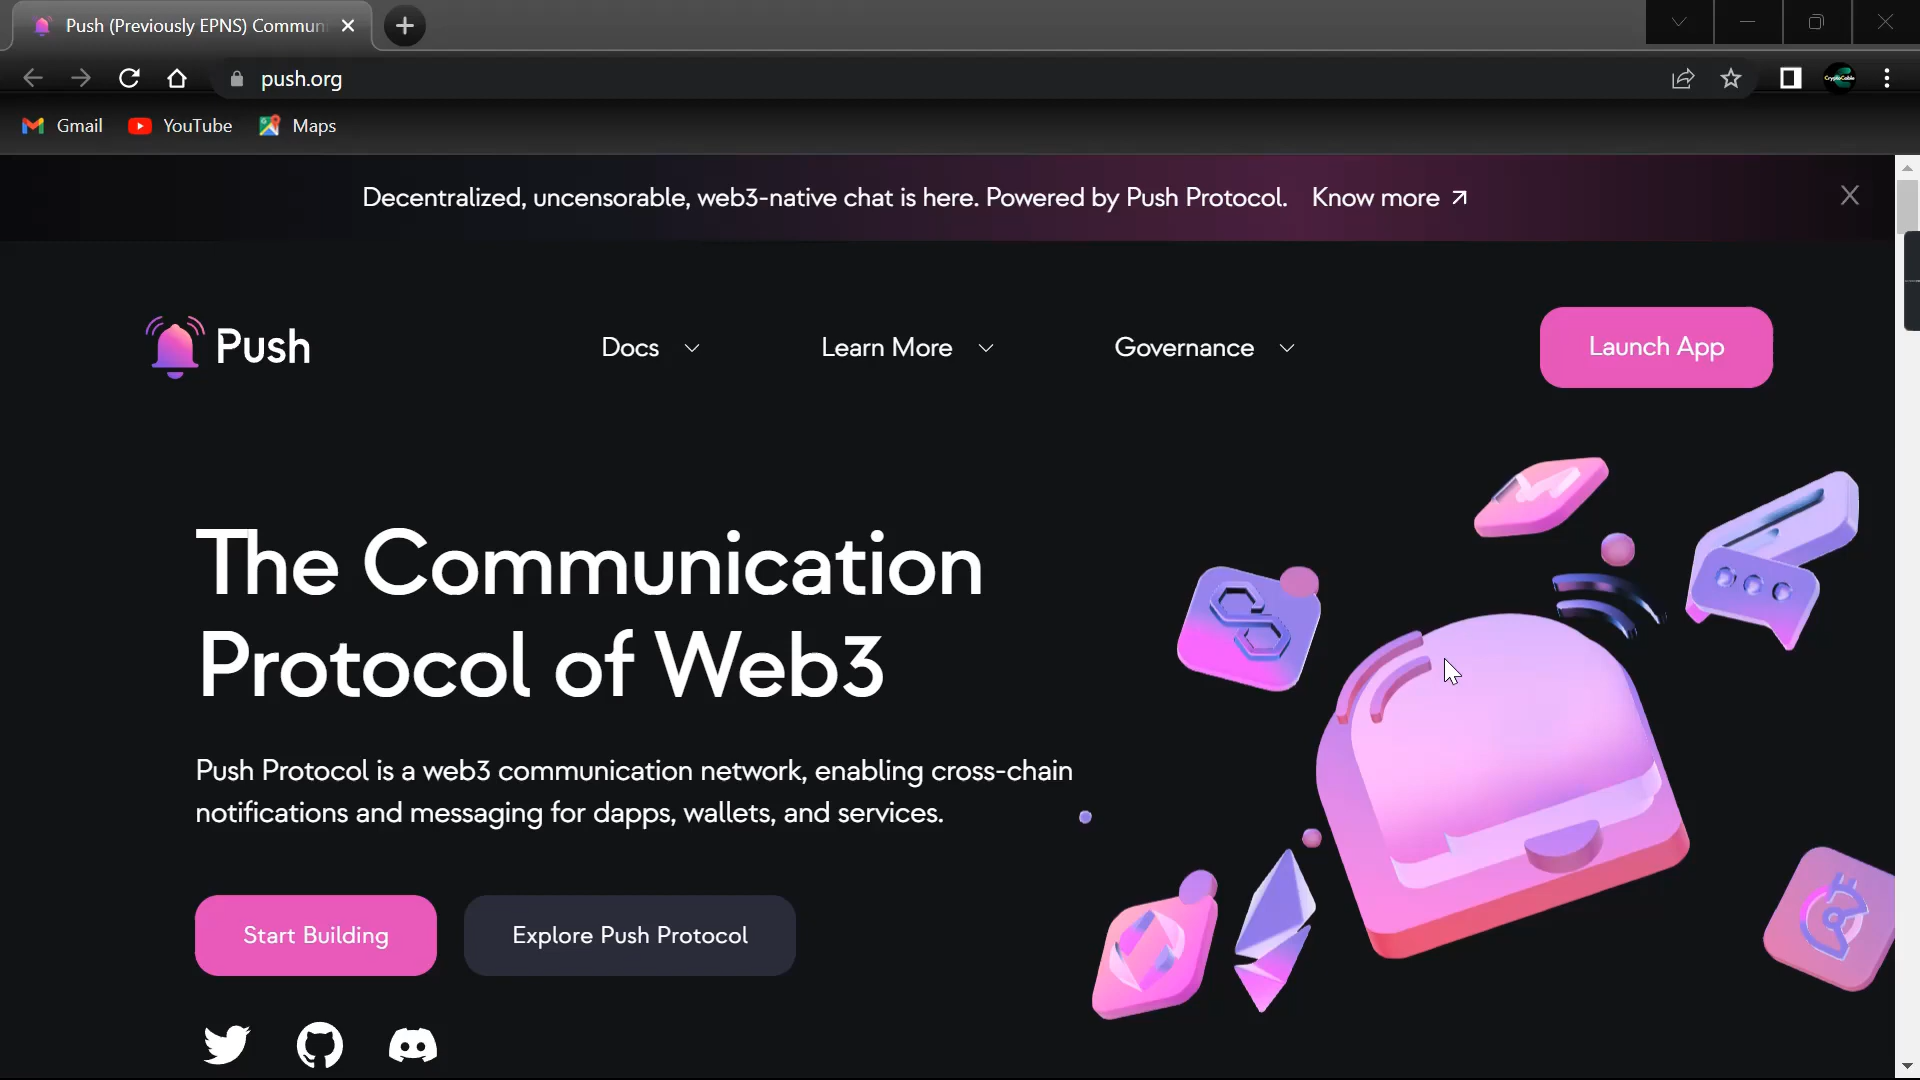 Push (Previously EPNS) Commun
push.org
Gmail YouTube Maps
Decentralized, uncensorable, web3-native chat is here. Powered by Push Protocol. Know more
Push Docs Learn More Governance Launch App
The Communication
Protocol of Web3
Push Protocol is a web3 communication network, enabling cross-chain
notifications and messaging for dapps, wallets, and services.
Start Building Explore Push Protocol